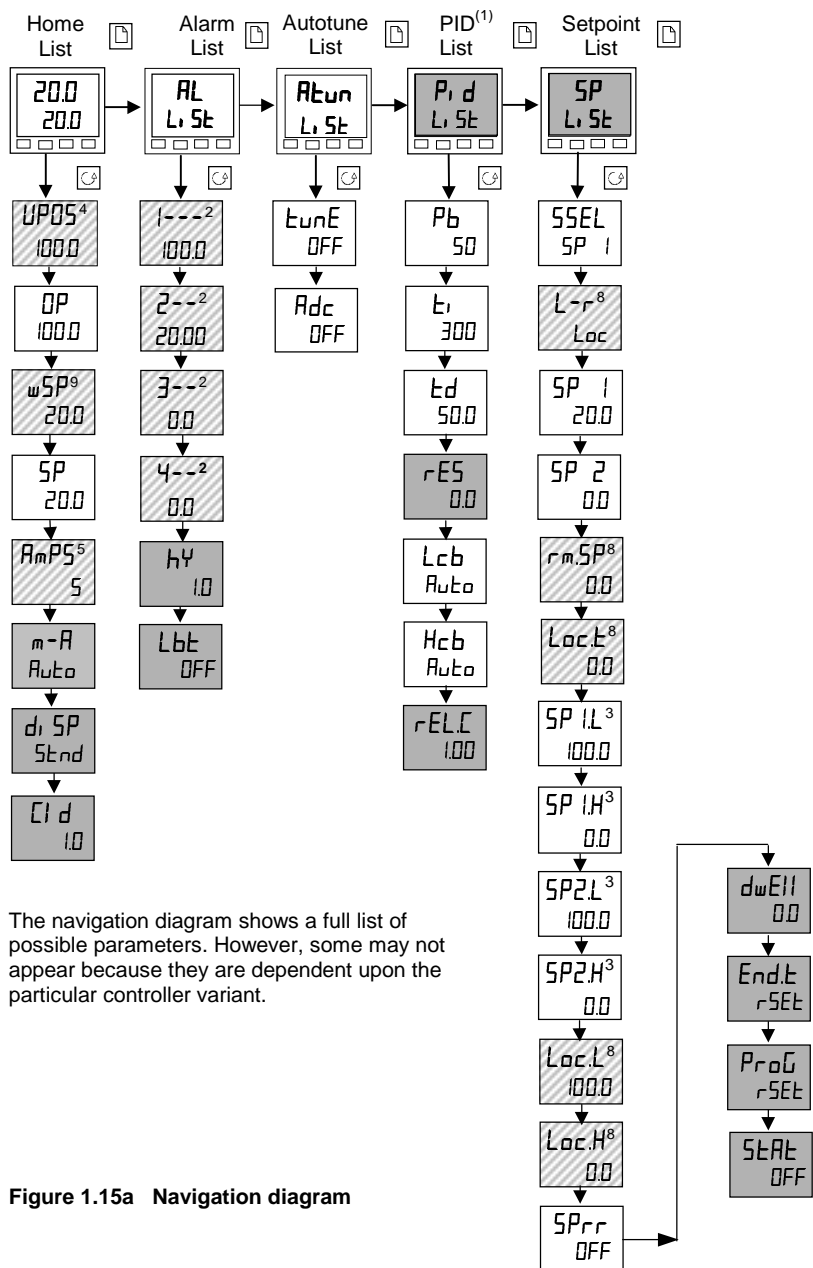 Home List
Alarm List
Autotune List
PID(1) List
Setpoint List
20.0
20.0
AL
LiSt
Atun
LiSt
Pid
LiSt
SP
LiSt
UPOS4
100.0
OP
100.0
wSP9
20.0
SP
20.0
AmPS5
5
m-A
Auto
diSP
Stnd
CId
1.0
1---2
100.0
2--2
20.00
3--2
0.0
4--2
0.0
hY
1.0
Lbt
OFF
tunE
OFF
Adc
OFF
Pb
50
ti
300
td
50.0
rES
0.0
Lcb
Auto
Hcb
Auto
rEL.C
1.00
SSEL
SP 1
L-r8
Loc
SP 1
20.0
SP 2
0.0
rm.SP8
0.0
Loc.t8
0.0
SP 1.L3
100.0
SP 1.H3
0.0
SP2.L3
100.0
SP2.H3
0.0
Loc.L8
100.0
Loc.H8
0.0
SPrr
OFF
dwEll
0.0
End.t
rSEt
ProG
rSEt
StAt
OFF
The navigation diagram shows a full list of
possible parameters. However, some may not
appear because they are dependent upon the
particular controller variant.
Figure 1.15a Navigation diagram